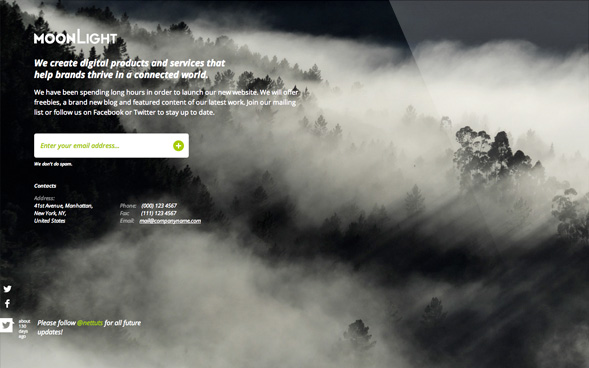 MOONLIGHT
We create digital products and services that
help brands thrive in a connected world.
We have been spending long hours in order to launch our new website. We will offer
freebies, a brand new blog and featured content of our latest work. Join our mailing
list or follow us on Facebook or Twitter to stay up to date.
Enter your email address...
We don't do spam.
Contacts
Address:
41st Avenue, Manhattan,
New York, NY,
United States
Phone: (000) 123 4567
Fax: (111) 123 4567
Email: mail@companyname.com
about
130
days
ago
Please follow @nettuts for all future
updates!